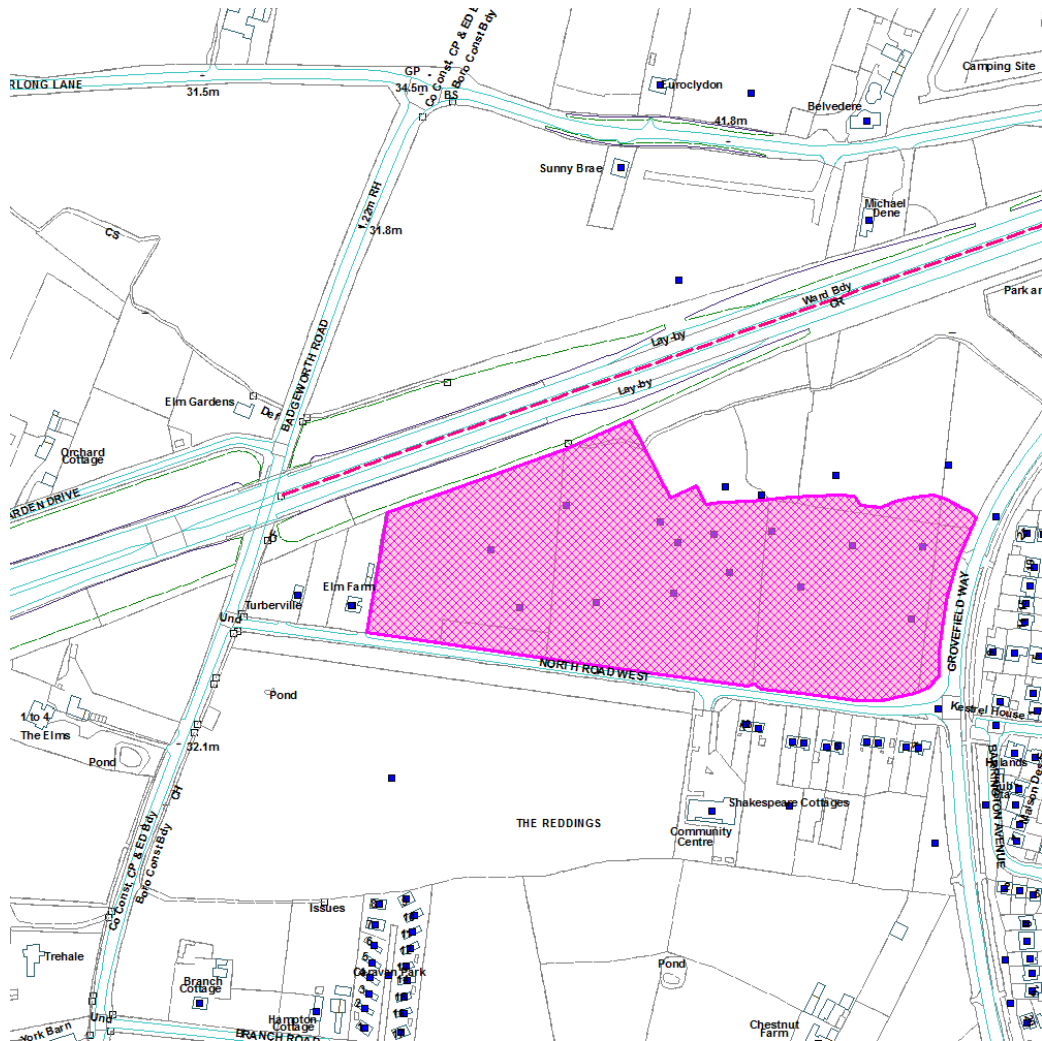 Camping Site
GP
RLONG LANE
34.5m
31.5m
Co Const, CP & ED B
Boro Const Bdy
BS
Euroclydon
Belvedere
41.8m
Sunny Brae
Michael
Dene
1.22m RH
31.8m
CS
Ward Bdy
CR
Park an
Lay-by
Lay-by
BADGEWORTH ROAD
Elm Gardens
Def
Orchard
Cottage
ARDEN DRIVE
Elm Farm
Turberville
Und
GROVEFIELD WAY
NORTH ROAD WEST
Pond
Kestrel House
1 to 4
The Elms
Pond
32.1m
CH
BARRINGTON AVENUE
Maison Des
Shakespeare Cottages
THE REDDINGS
Community
Centre
Co Const, CP & ED Bdy
Boro Const Bdy
Issues
Trehale
Caravan Park
Branch
Cottage
Pond
Und
Hampton
Cottage
York Barn
BRANCH ROAD
Chestnut
Farm